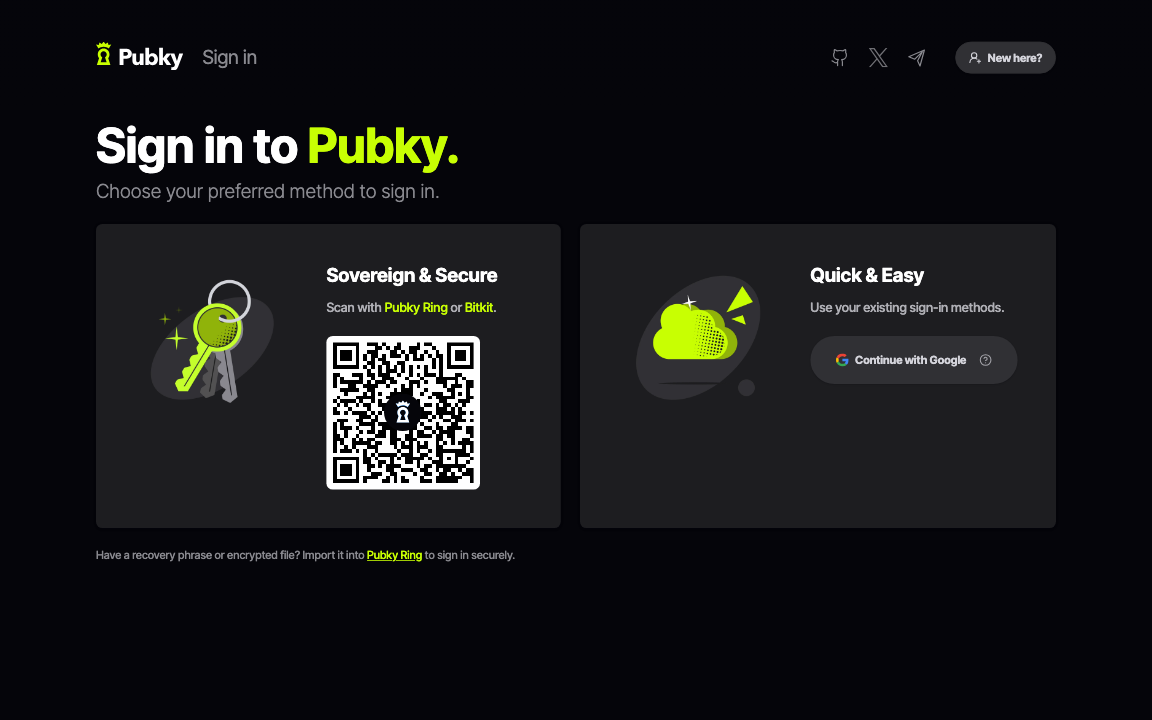 Pubky Sign in
New here?
Sign in to Pubky.
Choose your preferred method to sign in.
Sovereign & Secure
Scan with Pubky Ring or Bitkit.
Quick & Easy
Use your existing sign-in methods.
Continue with Google
Have a recovery phrase or encrypted file? Import it into Pubky Ring to sign in securely.